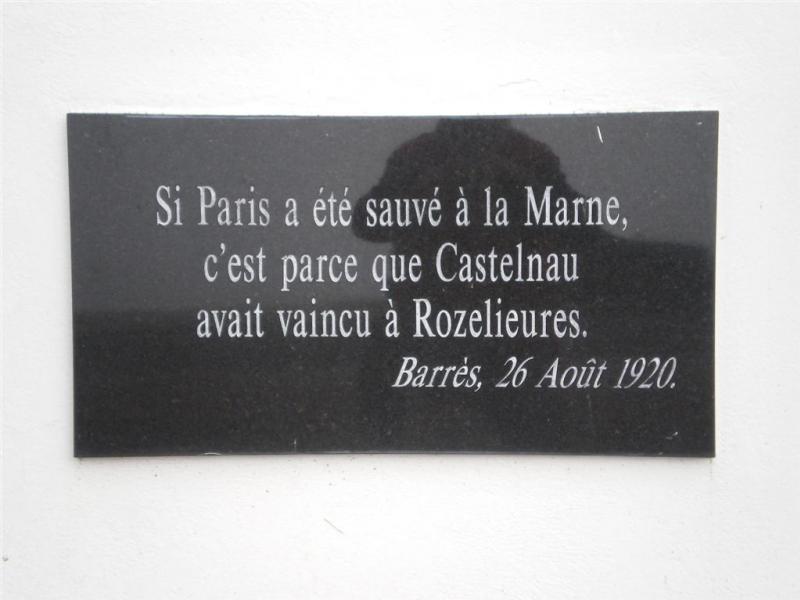 Si Paris a été sauvé à la Marne,
c'est parce que Castelnau
avait vaincu à Rozelieures.
Barrès, 26 Août 1920.